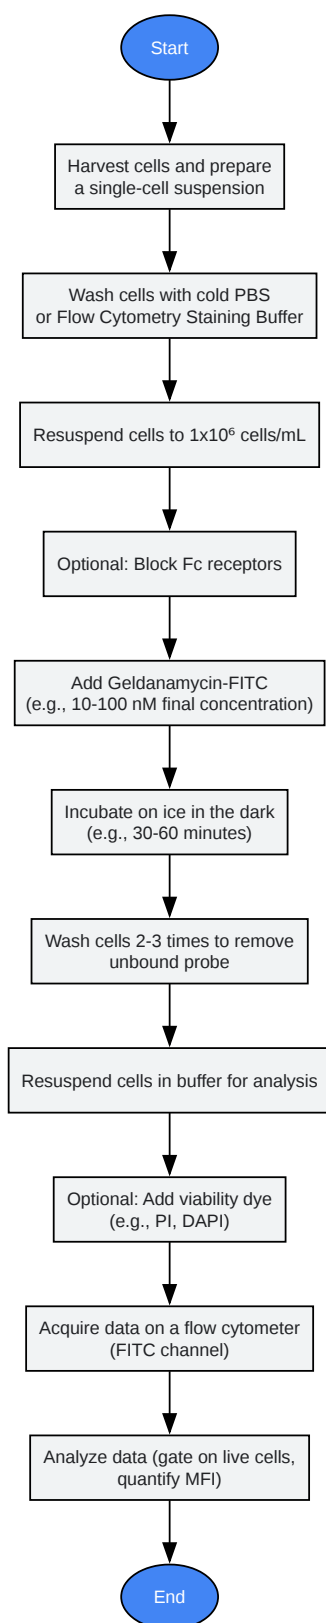 Start
Harvest cells and prepare
a single-cell suspension
Wash cells with cold PBS
or Flow Cytometry Staining Buffer
Resuspend cells to 1x10⁶ cells/mL
Optional: Block Fc receptors
Add Geldanamycin-FITC
(e.g., 10-100 nM final concentration)
Incubate on ice in the dark
(e.g., 30-60 minutes)
Wash cells 2-3 times to remove
unbound probe
Resuspend cells in buffer for analysis
Optional: Add viability dye
(e.g., PI, DAPI)
Acquire data on a flow cytometer
(FITC channel)
Analyze data (gate on live cells,
quantify MFI)
End